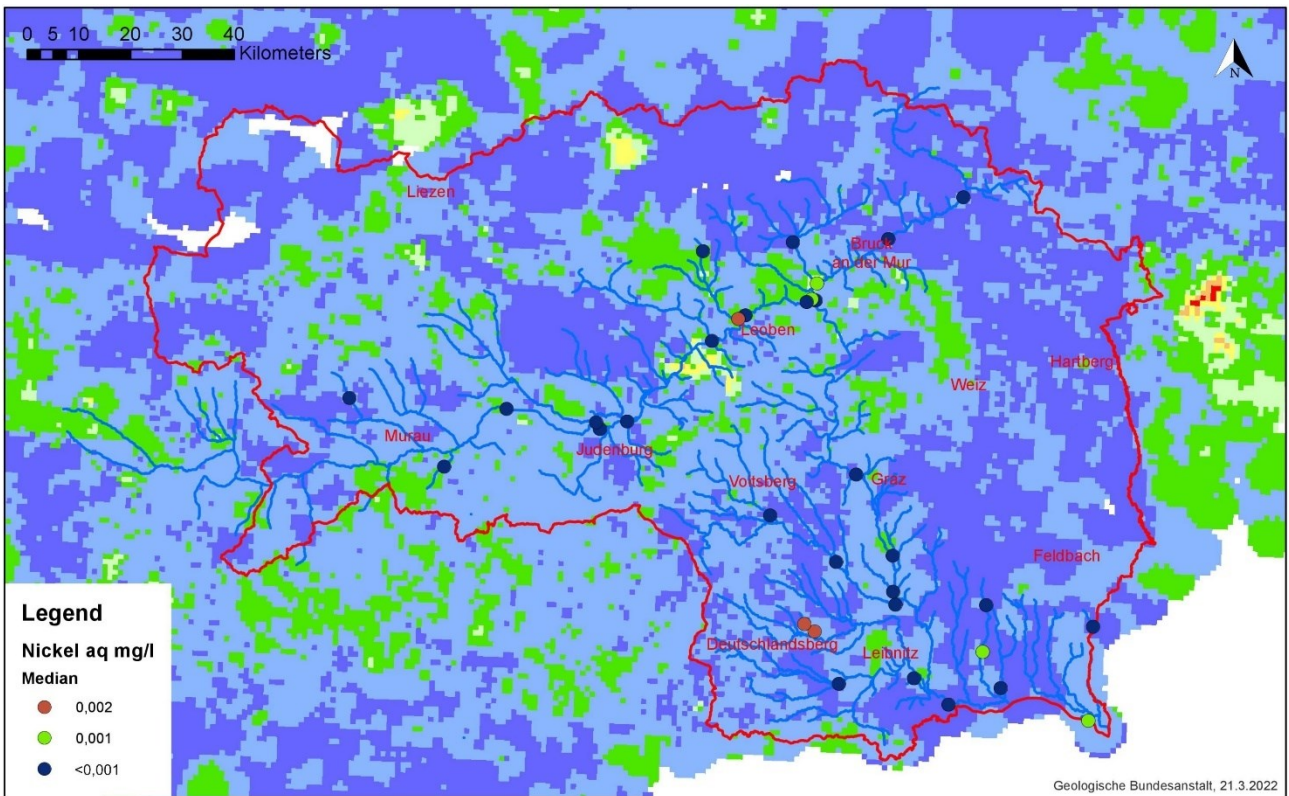 0 5 10 20 30 40
Kilometers
N
Liezen
Bruck
an der Mur
Leoben
Hartberg
Weiz
Murau
Judenburg
Voitsberg
Graz
Feldbach
Deutschlandsberg
Leibnitz
Legend
Nickel aq mg/l
Median
0,002
0,001
<0,001
Geologische Bundesanstalt, 21.3.2022